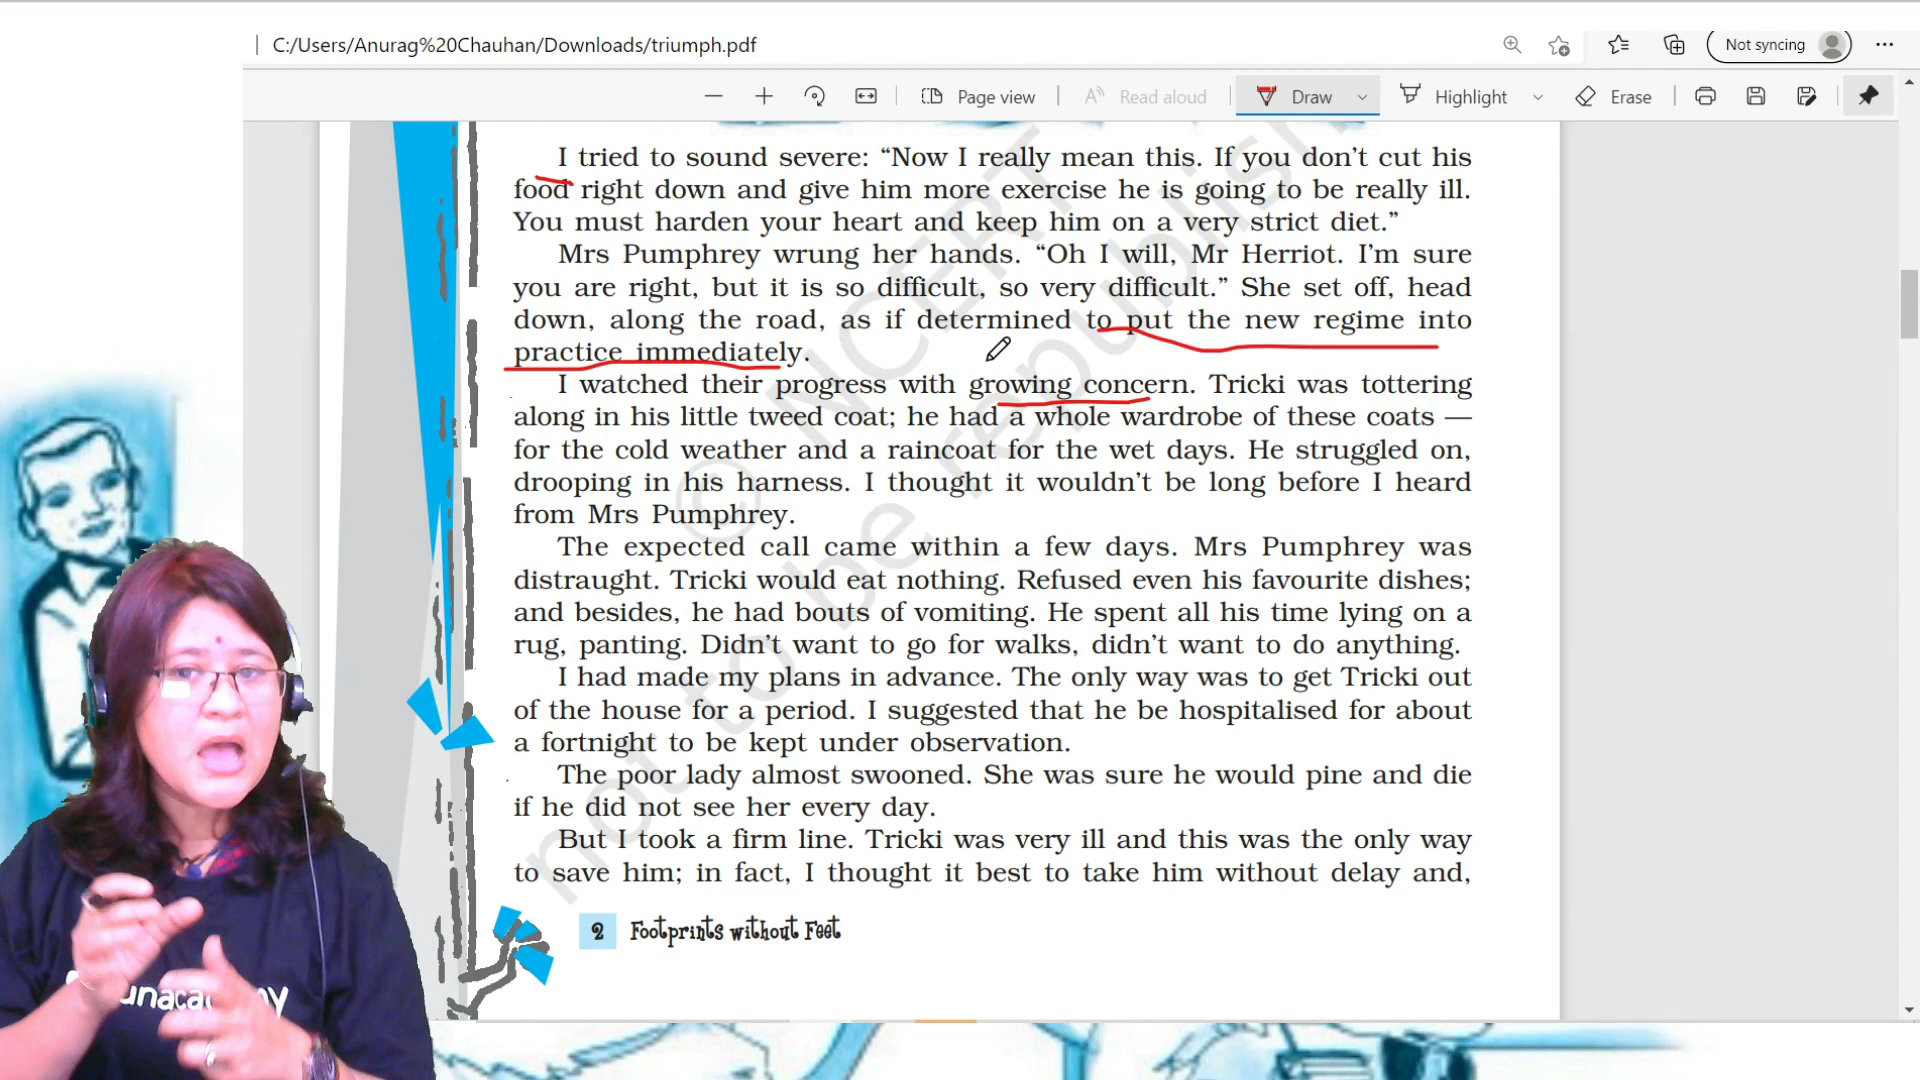 C:/Users/Anurag%20Chauhan/Downloads/triumph.pdf
Not syncing
Page view
Read aloud
Draw
Highlight
Erase
I tried to sound severe: “Now I really mean this. If you don’t cut his
food right down and give him more exercise he is going to be really ill.
You must harden your heart and keep him on a very strict diet.”
Mrs Pumphrey wrung her hands. “Oh I will, Mr Herriot. I’m sure
you are right, but it is so difficult, so very difficult.” She set off, head
down, along the road, as if determined to put the new regime into
practice immediately.
I watched their progress with growing concern. Tricki was tottering
along in his little tweed coat; he had a whole wardrobe of these coats —
for the cold weather and a raincoat for the wet days. He struggled on,
drooping in his harness. I thought it wouldn’t be long before I heard
from Mrs Pumphrey.
The expected call came within a few days. Mrs Pumphrey was
distraught. Tricki would eat nothing. Refused even his favourite dishes;
and besides, he had bouts of vomiting. He spent all his time lying on a
rug, panting. Didn’t want to go for walks, didn’t want to do anything.
I had made my plans in advance. The only way was to get Tricki out
of the house for a period. I suggested that he be hospitalised for about
a fortnight to be kept under observation.
The poor lady almost swooned. She was sure he would pine and die
if he did not see her every day.
But I took a firm line. Tricki was very ill and this was the only way
to save him; in fact, I thought it best to take him without delay and,
2 Footprints without Feet
© NCERT
not to be republish